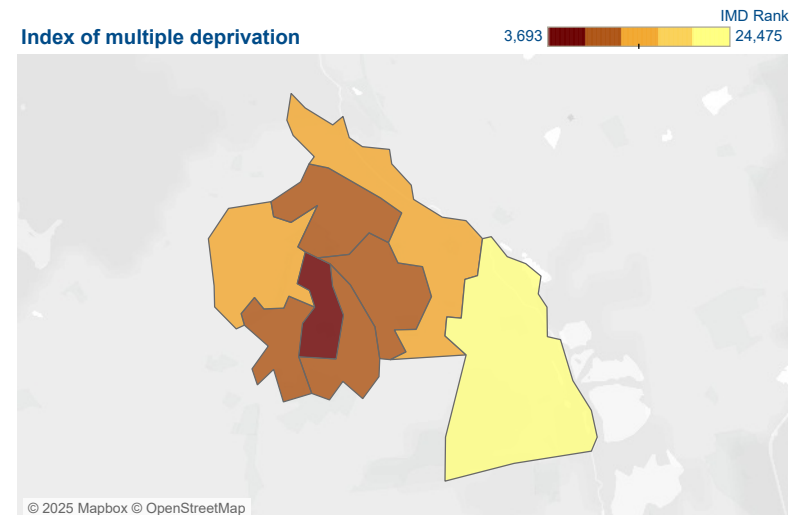 IMD Rank
Index of multiple deprivation
3,693
24,475
© 2025 Mapbox © OpenStreetMap